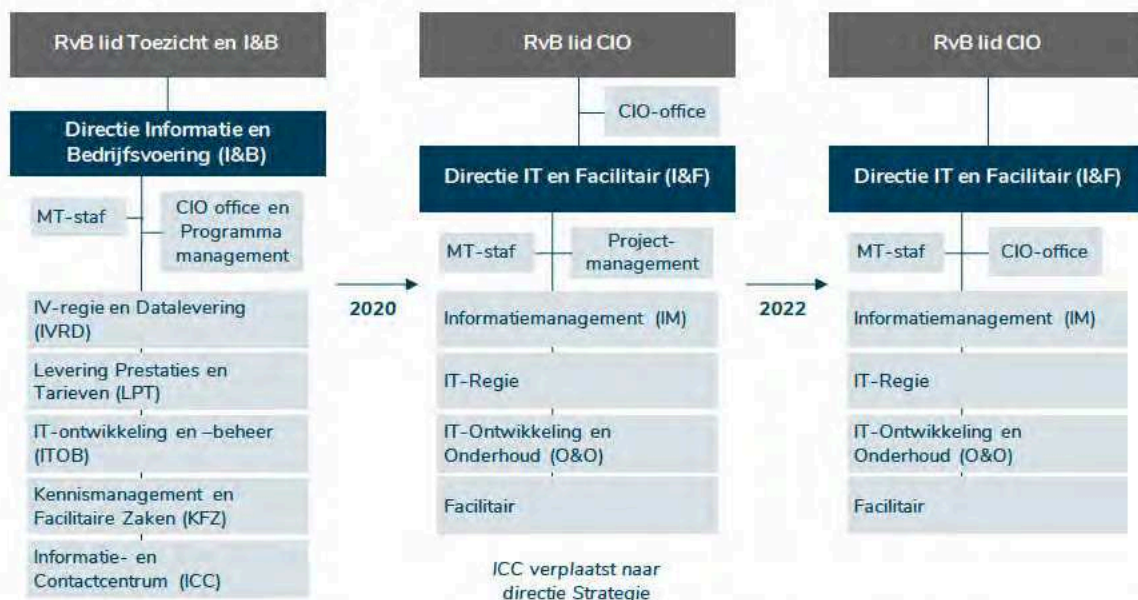 RvB lid Toezicht en I&B
Directie Informatie en
Bedrijfsvoering (I&B)
MT-staf
CIO office en
Programma
management
IV-regie en Datalevering
(IVRD)
Levering Prestaties en
Tarieven (LPT)
IT-ontwikkeling en –beheer
(ITOB)
Kennismanagement en
Facilitaire Zaken (KFZ)
Informatie- en
Contactcentrum (ICC)
2020
RvB lid CIO
CIO-office
Directie IT en Facilitair (I&F)
MT-staf
Project-
management
Informatiemanagement (IM)
IT-Regie
IT-Ontwikkeling en
Onderhoud (O&O)
Facilitair
ICC verplaatst naar
directie Strategie
2022
RvB lid CIO
Directie IT en Facilitair (I&F)
MT-staf
CIO-office
Informatiemanagement (IM)
IT-Regie
IT-Ontwikkeling en
Onderhoud (O&O)
Facilitair